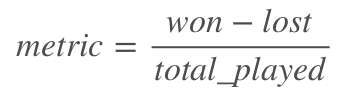 metric = won − lost / total_played